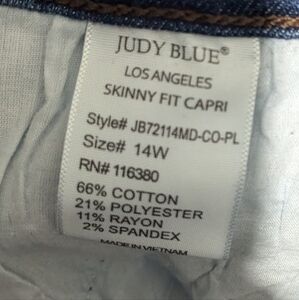 JUDY BLUE®
LOS ANGELES
SKINNY FIT CAPRI
Style# JB72114MD-CO-PL
Size# 14W
RN# 116380
66% COTTON
21% POLYESTER
11% RAYON
2% SPANDEX
MADE IN VIETNAM